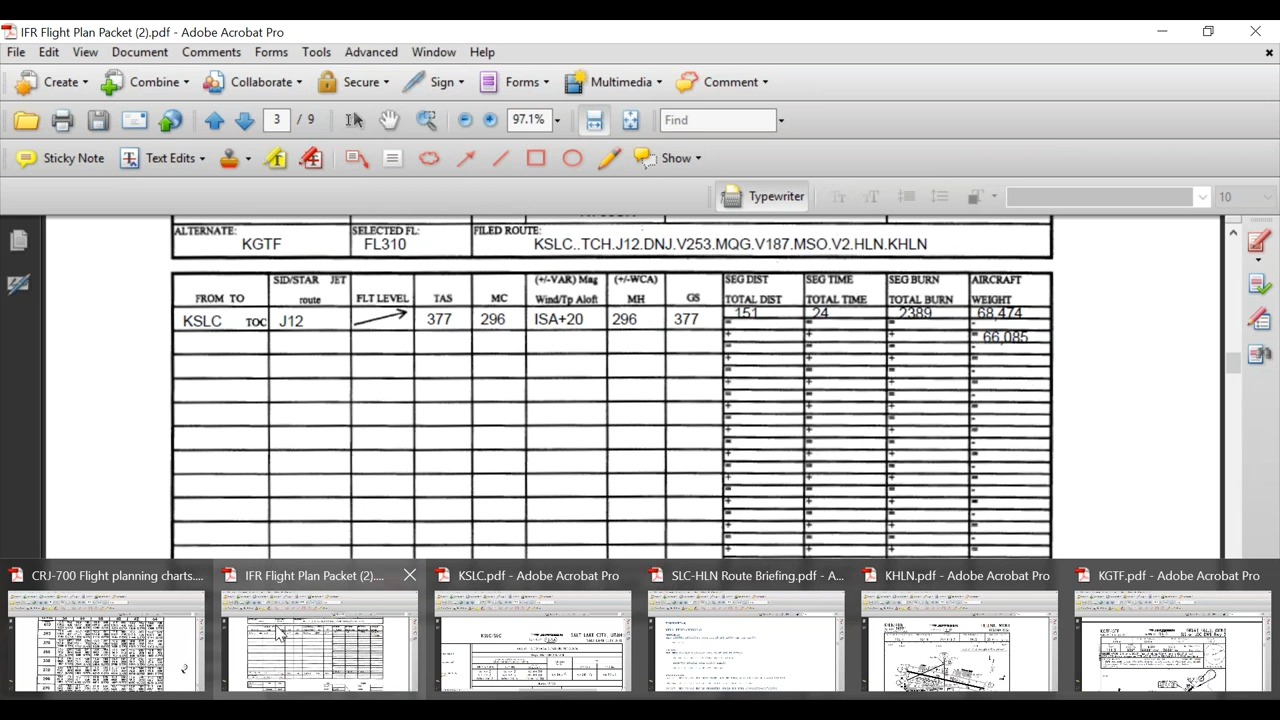 IFR Flight Plan Packet (2).pdf - Adobe Acrobat Pro
File Edit View Document Comments Forms Tools Advanced Window Help
Create Combine Collaborate Secure Sign Forms Multimedia Comment
3 / 9 97.1% Find
Sticky Note Text Edits Show
Typewriter 10
ALTERNATE: SELECTED FL: FILED ROUTE:
KGTF FL310 KSLC..TCH.J12.DNJ.V253.MQG.V187.MSO.V2.HLN.KHLN
SID/STAR JET (+/-VAR) Mag (+/-WCA) SEG DIST SEG TIME SEG BURN AIRCRAFT
FROM TO route FLT LEVEL TAS MC Wind/Tp Aloft MH GS TOTAL DIST TOTAL TIME TOTAL BURN WEIGHT
KSLC TOC J12 377 296 ISA+20 296 377 151 24 2389 68,474
66,085
CRJ-700 Flight planning charts.... IFR Flight Plan Packet (2).... KSLC.pdf - Adobe Acrobat Pro SLC-HLN Route Briefing.pdf - A... KHLN.pdf - Adobe Acrobat Pro KGTF.pdf - Adobe Acrobat Pro